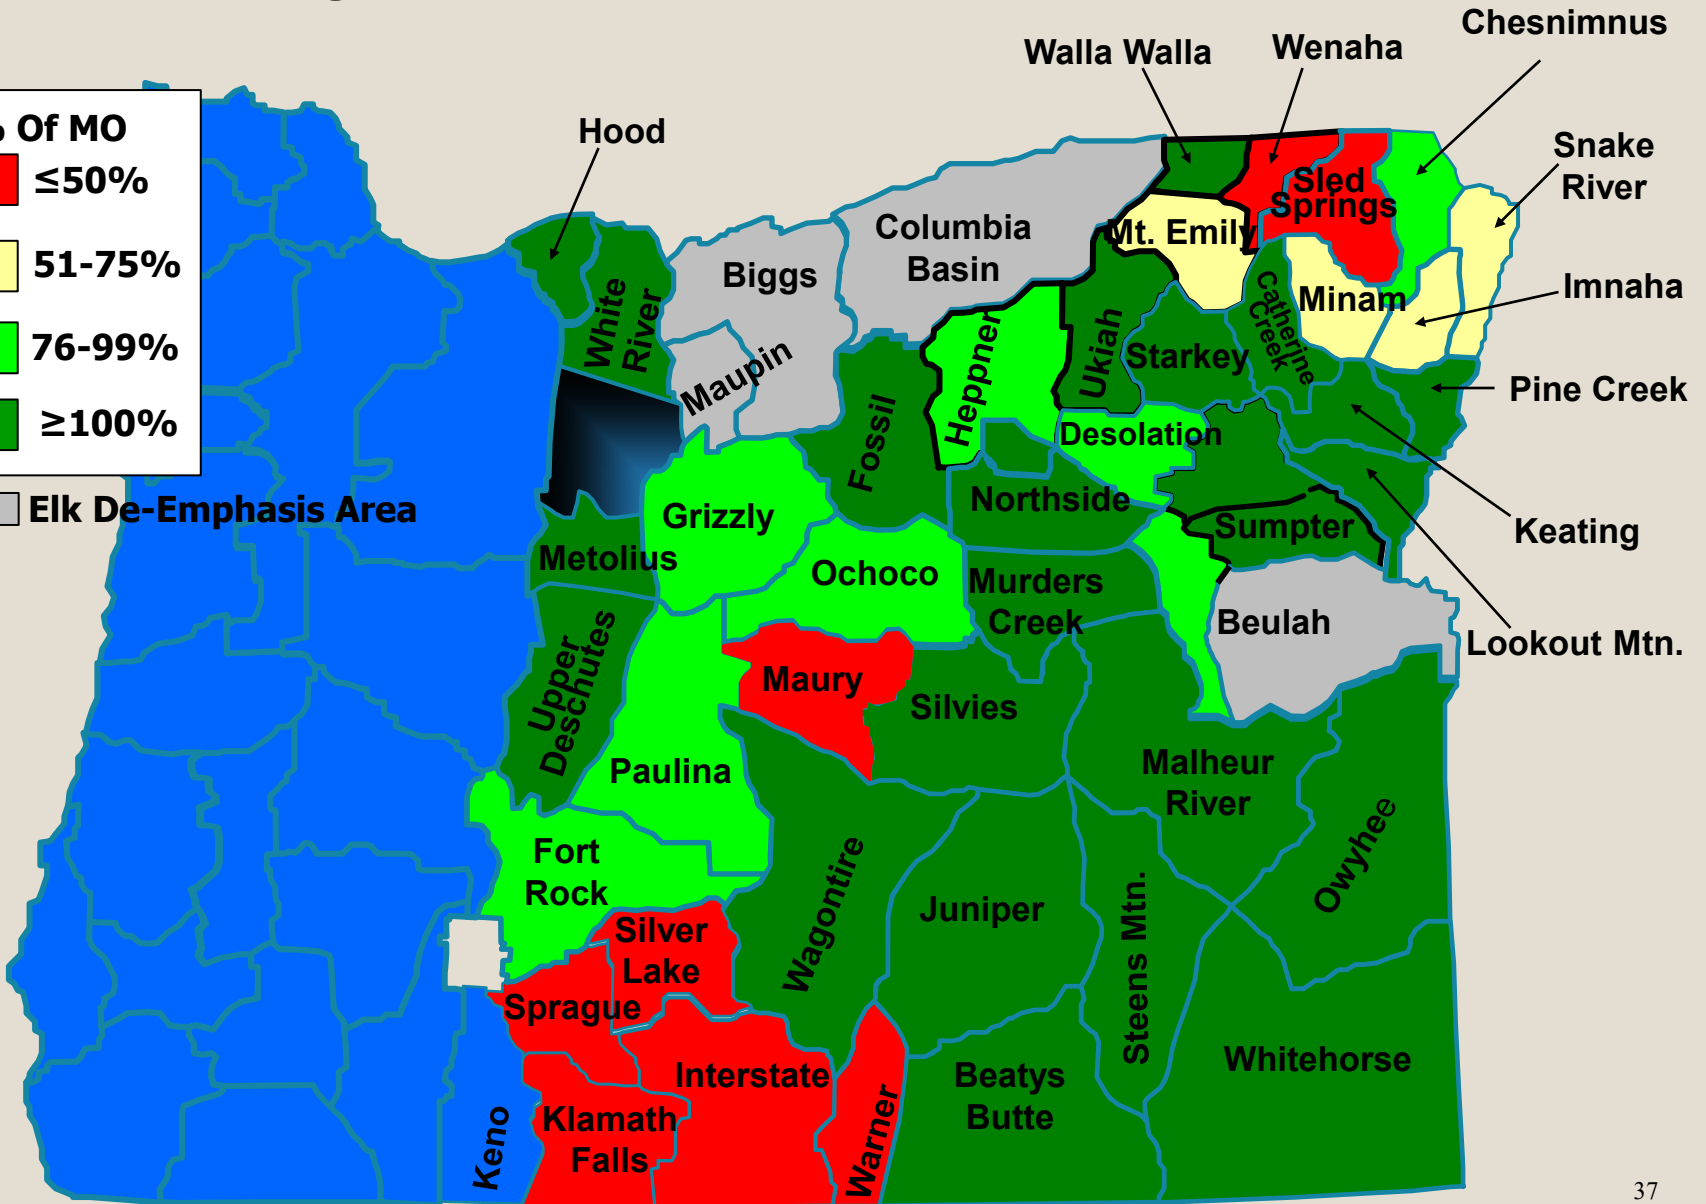 Of MO
≤50%
51-75%
76-99%
≥100%
Elk De-Emphasis Area
Hood
Walla Walla
Wenaha
Chesnimnus
Snake
River
Imnaha
Pine Creek
Keating
Lookout Mtn.
Sled
Springs
Mt. Emily
Minam
Catherine
Creek
Columbia
Basin
Biggs
Maupin
White
River
Heppner
Ukiah
Starkey
Fossil
Desolation
Northside
Sumpter
Grizzly
Metolius
Ochoco
Murders
Creek
Beulah
Upper
Deschutes
Maury
Silvies
Paulina
Malheur
River
Owyhee
Fort
Rock
Wagontire
Juniper
Steens Mtn.
Silver
Lake
Sprague
Interstate
Whitehorse
Beatys
Butte
Klamath
Falls
Keno
Warner
37